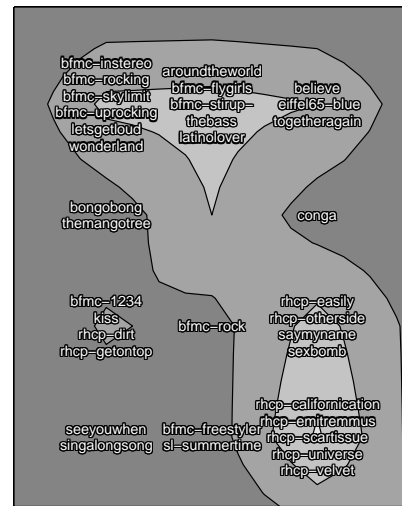 bfmc–instereo
bfmc–rocking
bfmc–skylimit
bfmc–uprocking
letsgetloud
wonderland
aroundtheworld
bfmc–flygirls
bfmc–stirup–
thebass
latinolover
believe
eiffel65–blue
togetheragain
bongobong
themangotree
conga
bfmc–1234
kiss
rhcp–dirt
rhcp–getontop
bfmc–rock
rhcp–easily
rhcp–otherside
saymyname
sexbomb
seeyouwhen
singalongsong
bfmc–freestyler
sl–summertime
rhcp–californication
rhcp–emitremmus
rhcp–scartissue
rhcp–universe
rhcp–velvet